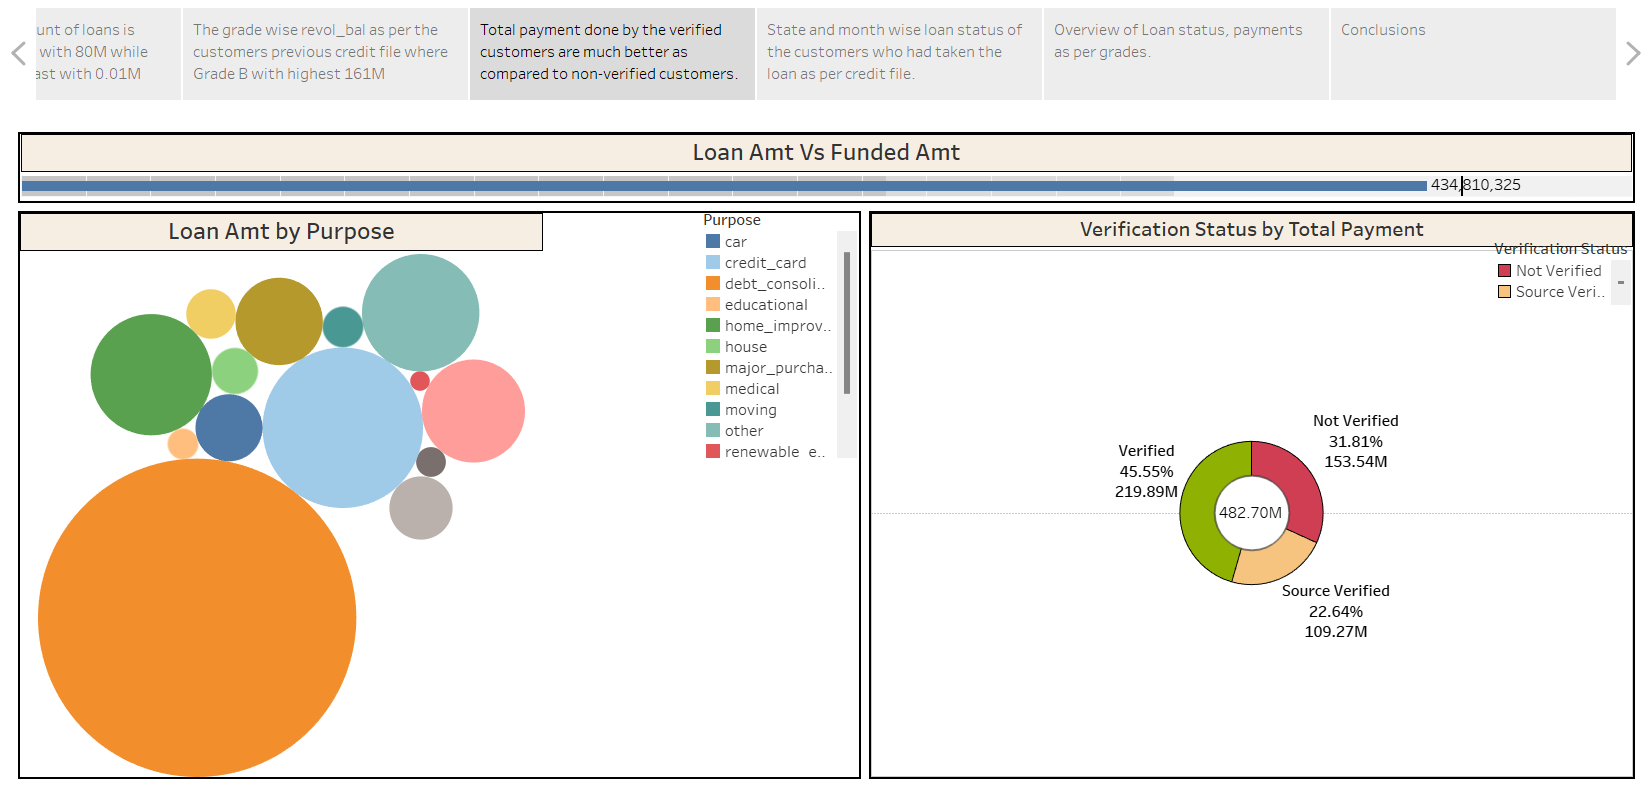 unt of loans is
with 80M while
ast with 0.01M
The grade wise revol_bal as per the
customers previous credit file where
Grade B with highest 161M
Total payment done by the verified
customers are much better as
compared to non-verified customers.
State and month wise loan status of
the customers who had taken the
loan as per credit file.
Overview of Loan status, payments
as per grades.
Conclusions
Loan Amt Vs Funded Amt
434,810,325
Loan Amt by Purpose
Purpose
car
credit_card
debt_consoli..
educational
home_improv..
house
major_purcha..
medical
moving
other
renewable_e..
Verification Status by Total Payment
Verification Status
Not Verified
Source Veri..
Not Verified
31.81%
153.54M
Verified
45.55%
219.89M
482.70M
Source Verified
22.64%
109.27M